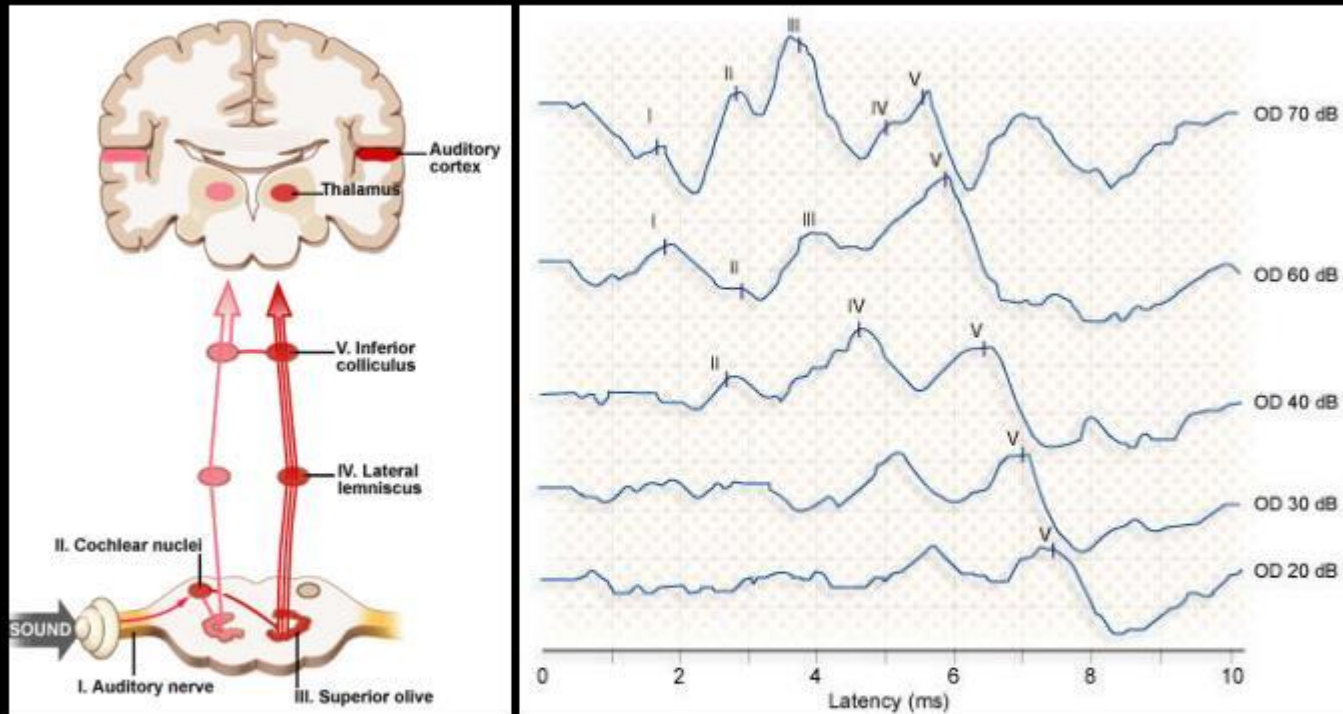 Auditory
cortex
Thalamus
V. Inferior
colliculus
IV. Lateral
lemniscus
II. Cochlear nuclei
SOUND
I. Auditory nerve
III. Superior olive
I
II
III
IV
V
OD 70 dB
I
II
III
V
OD 60 dB
II
IV
V
OD 40 dB
V
OD 30 dB
V
OD 20 dB
0 2 4 6 8 10
Latency (ms)